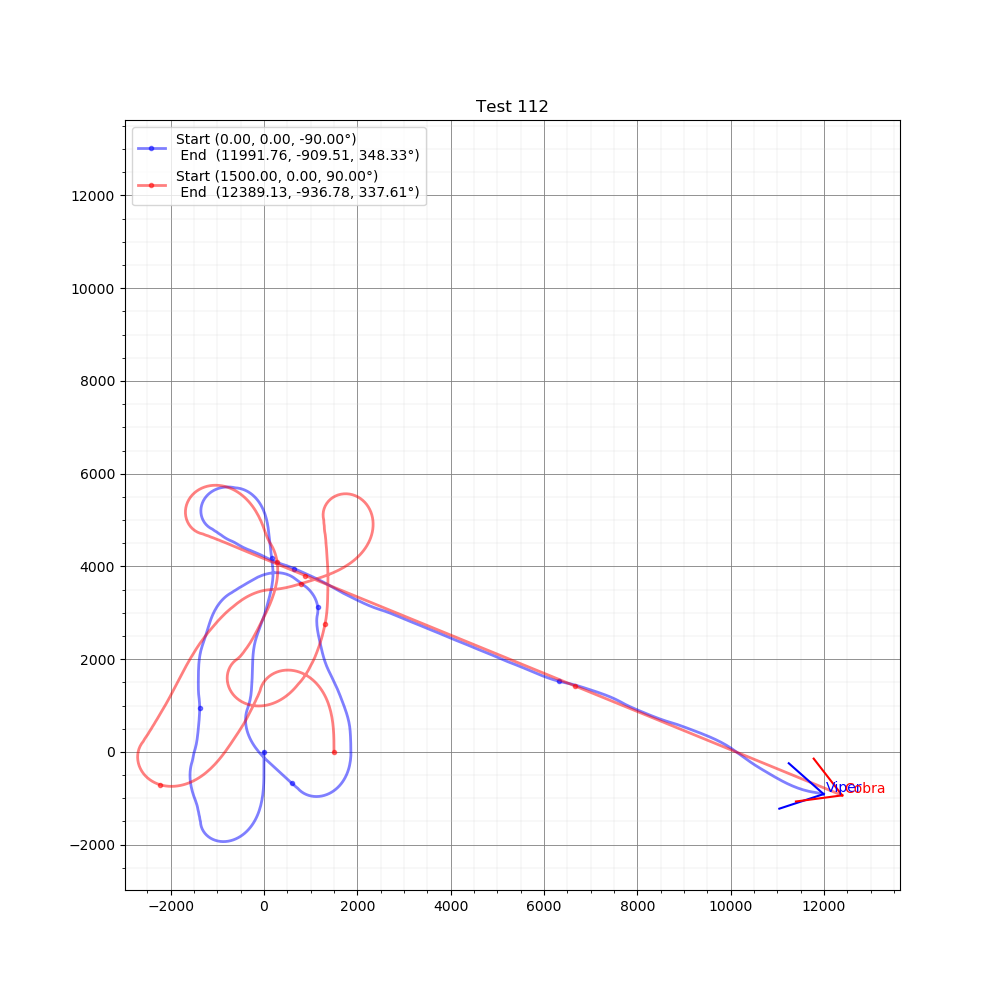 Test 112
Start (0.00, 0.00, -90.00°)
End (11991.76, -909.51, 348.33°)
Start (1500.00, 0.00, 90.00°)
End (12389.13, -936.78, 337.61°)
12000
10000
8000
6000
4000
2000
0
−2000
Viper
Cobra
−2000 0 2000 4000 6000 8000 10000 12000